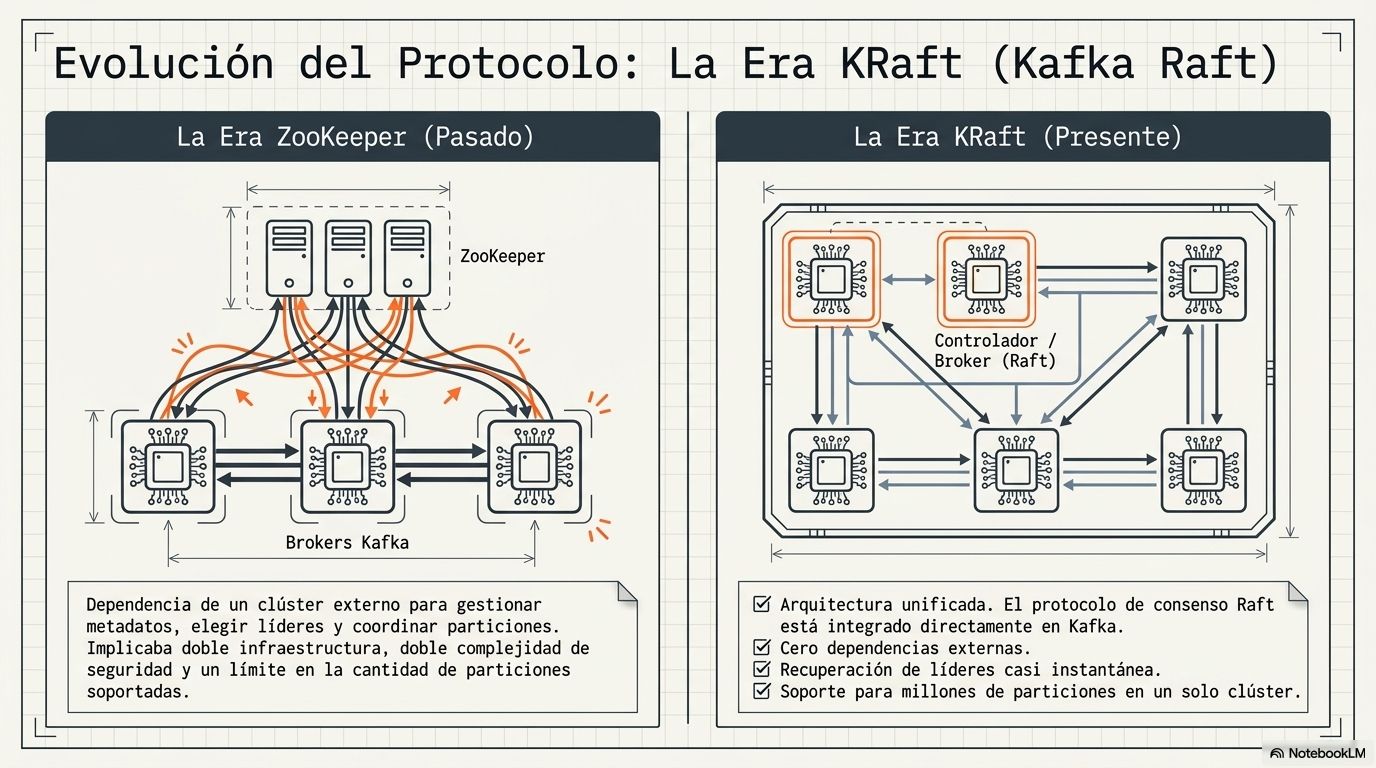 Evolución del Protocolo: La Era KRaft (Kafka Raft)
La Era ZooKeeper (Pasado)
ZooKeeper
Brokers Kafka
Dependencia de un clúster externo para gestionar
metadatos, elegir líderes y coordinar particiones.
Implicaba doble infraestructura, doble complejidad de
seguridad y un límite en la cantidad de particiones
soportadas.
La Era KRaft (Presente)
Controlador /
Broker (Raft)
Arquitectura unificada. El protocolo de consenso Raft
está integrado directamente en Kafka.
Cero dependencias externas.
Recuperación de líderes casi instantánea.
Soporte para millones de particiones en un solo clúster.
NotebookLM